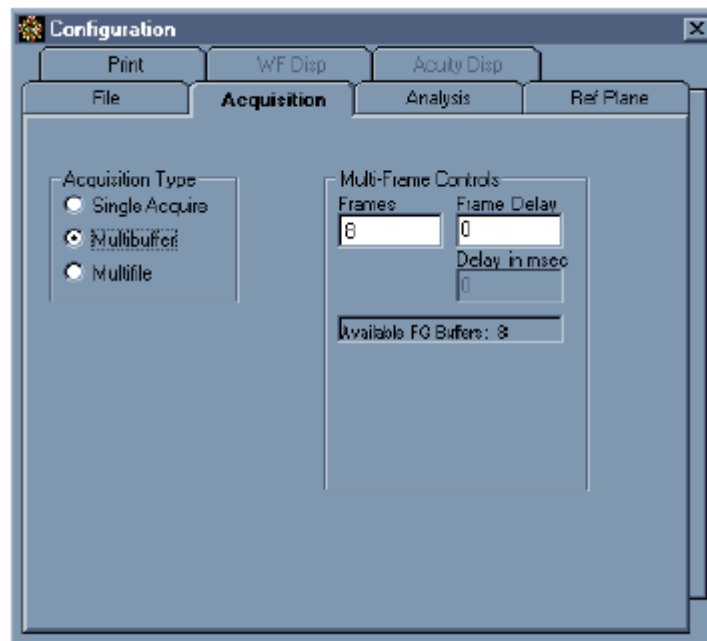 Configuration
Print WF Disp Acuity Disp
File Acquisition Analysis Ref Plane
Acquisition Type
Single Acquire
Multibuffer
Multifile
Multi-Frame Controls
Frames Frame Delay
8 0
Delay in msec
0
Available FG Buffers: 8